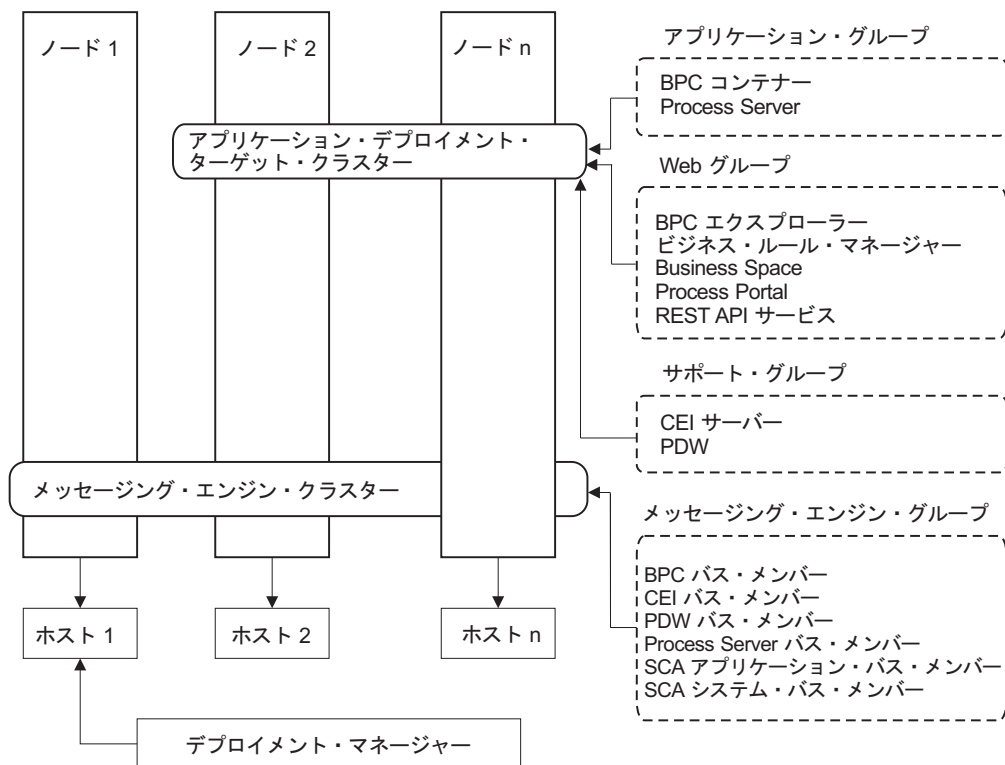 ノード 1
ノード 2
ノード n
アプリケーション・デプロイメント・
ターゲット・クラスター
メッセージング・エンジン・クラスター
ホスト 1
ホスト 2
ホスト n
デプロイメント・マネージャー
アプリケーション・グループ
BPC コンテナー
Process Server
Web グループ
BPC エクスプローラー
ビジネス・ルール・マネージャー
Business Space
Process Portal
REST API サービス
サポート・グループ
CEI サーバー
PDW
メッセージング・エンジン・グループ
BPC バス・メンバー
CEI バス・メンバー
PDW バス・メンバー
Process Server バス・メンバー
SCA アプリケーション・バス・メンバー
SCA システム・バス・メンバー